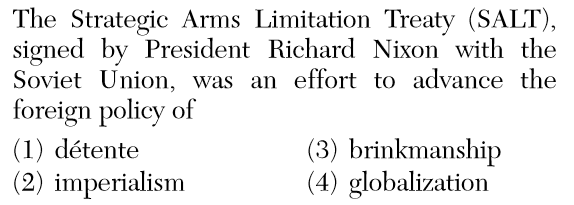 The Strategic Arms Limitation Treaty (SALT),
signed by President Richard Nixon with the
Soviet Union, was an effort to advance the
foreign policy of
(1) détente (3) brinkmanship
(2) imperialism (4) globalization